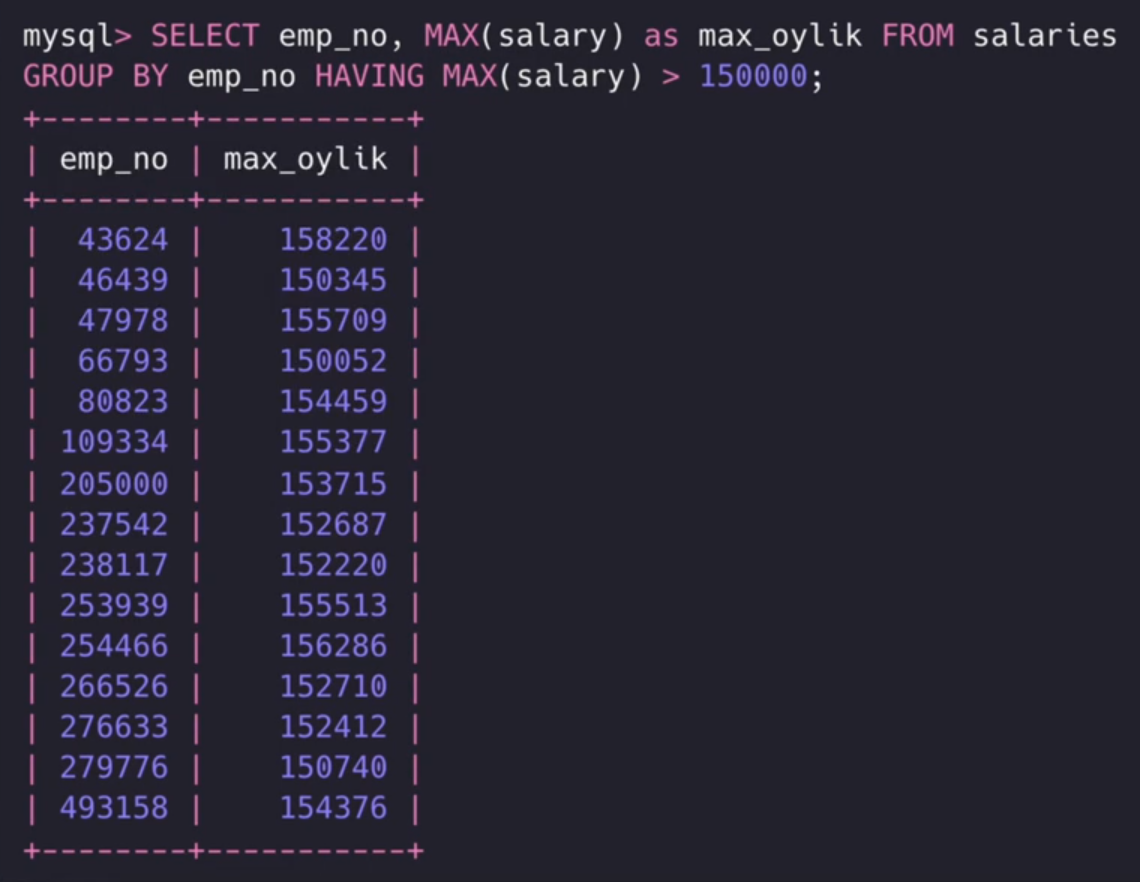 mysql> SELECT emp_no, MAX(salary) as max_oylik FROM salaries
GROUP BY emp_no HAVING MAX(salary) > 150000;
+--------+-----------+
| emp_no | max_oylik |
+--------+-----------+
|  43624 |    158220 |
|  46439 |    150345 |
|  47978 |    155709 |
|  66793 |    150052 |
|  80823 |    154459 |
| 109334 |    155377 |
| 205000 |    153715 |
| 237542 |    152687 |
| 238117 |    152220 |
| 253939 |    155513 |
| 254466 |    156286 |
| 266526 |    152710 |
| 276633 |    152412 |
| 279776 |    150740 |
| 493158 |    154376 |
+--------+-----------+